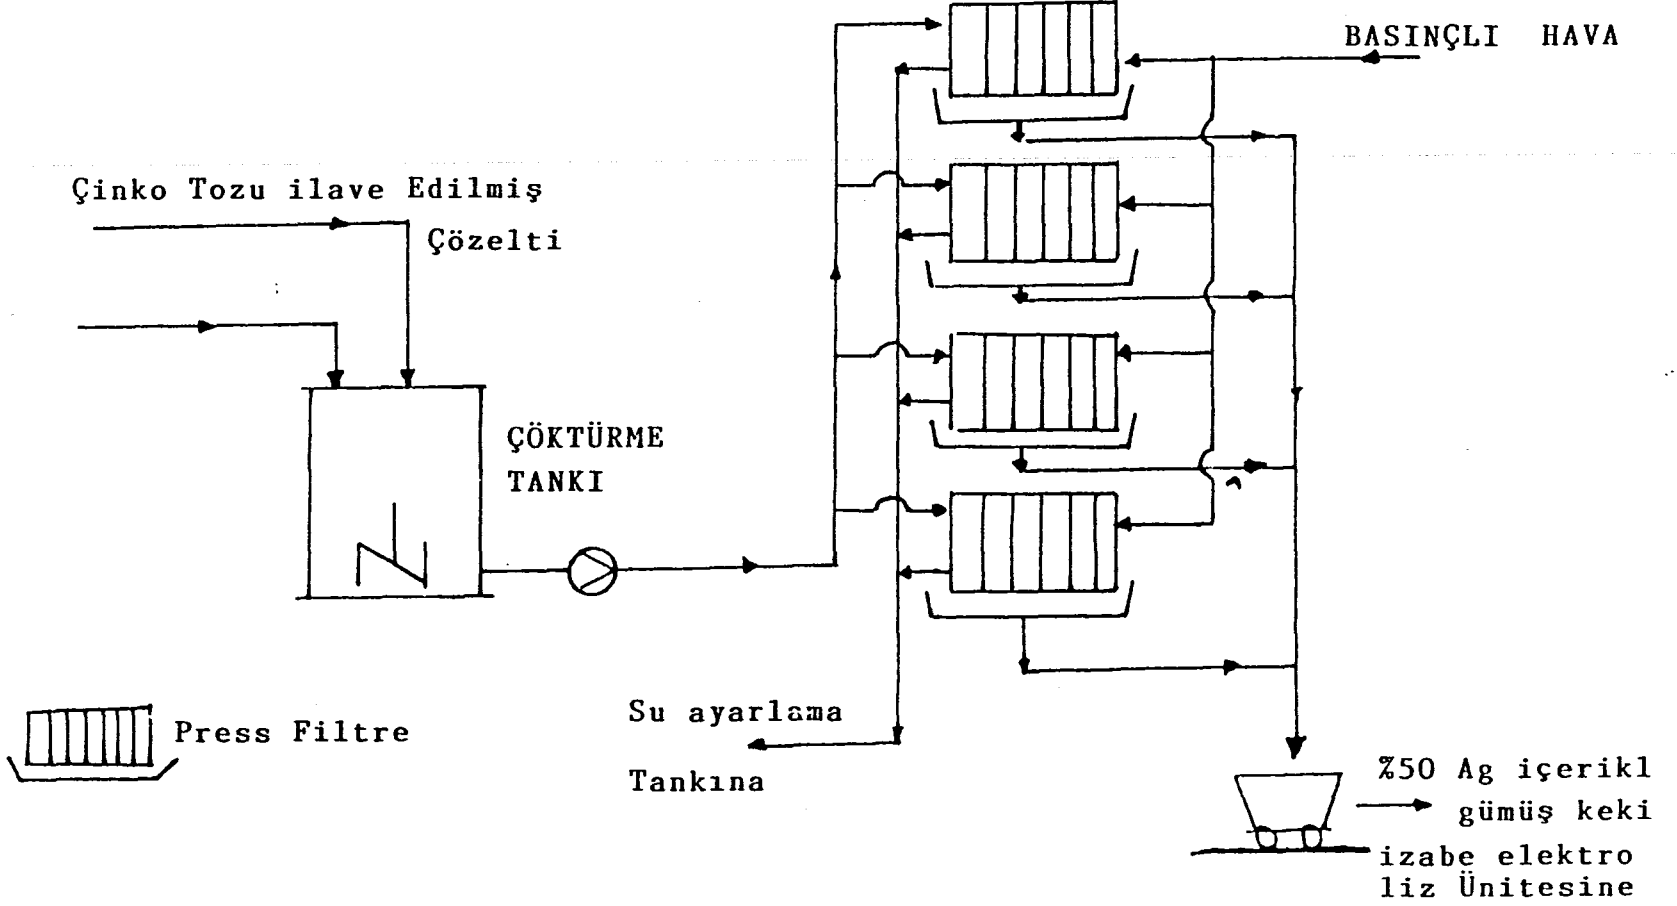 BASINÇLI HAVA
Çinko Tozu ilave Edilmiş
Çözelti
ÇÖKTÜRME
TANKI
Su ayarlama
Tankına
Press Filtre
%50 Ag içerikl
gümüş keki
izabe elektro
liz Ünitesine